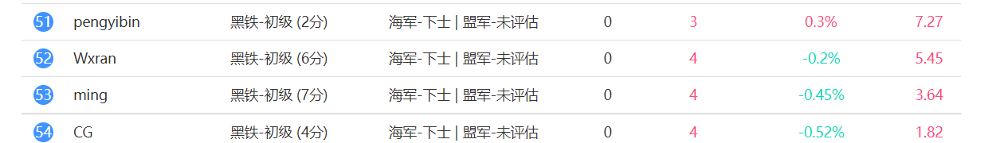 51 pengyibin 黑铁-初级 (2分) 海军-下士 | 盟军-未评估 0 3 0.3% 7.27
52 Wxran 黑铁-初级 (6分) 海军-下士 | 盟军-未评估 0 4 -0.2% 5.45
53 ming 黑铁-初级 (7分) 海军-下士 | 盟军-未评估 0 4 -0.45% 3.64
54 CG 黑铁-初级 (4分) 海军-下士 | 盟军-未评估 0 4 -0.52% 1.82